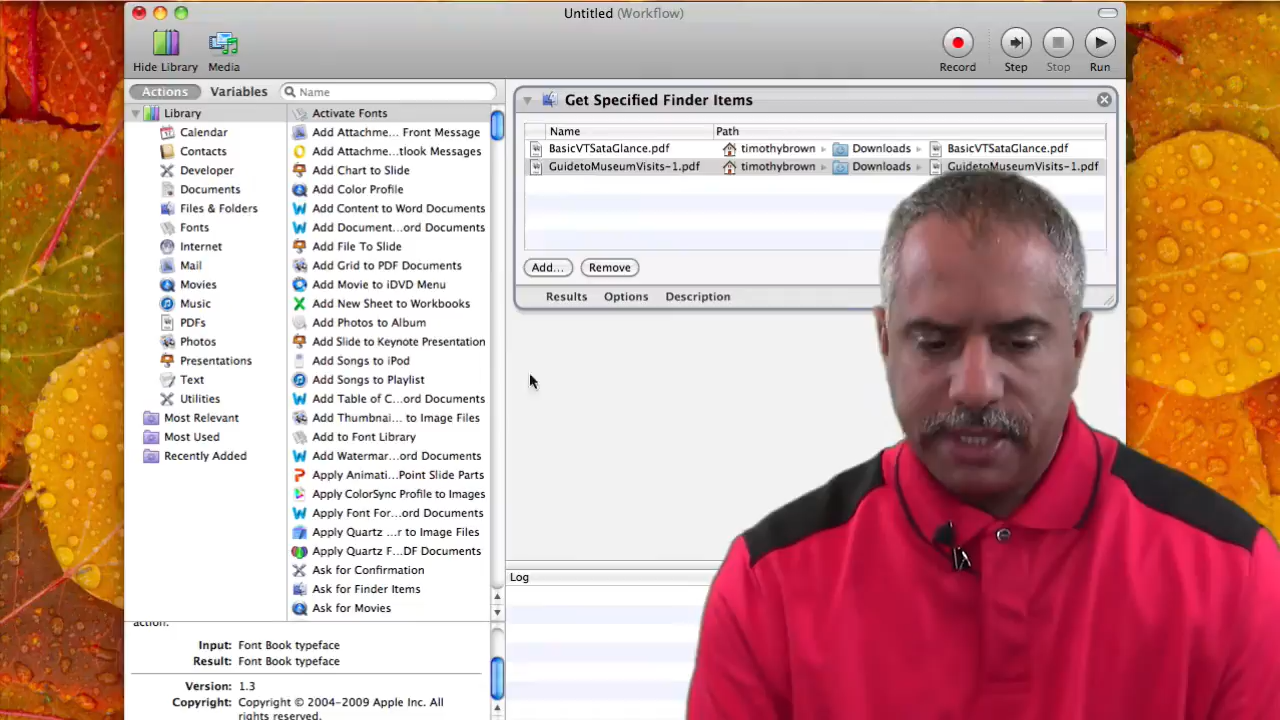 Untitled (Workflow)
Hide Library
Media
Record
Step
Stop
Run
Actions
Variables
Name
Library
Calendar
Contacts
Developer
Documents
Files & Folders
Fonts
Internet
Mail
Movies
Music
PDFs
Photos
Presentations
Text
Utilities
Most Relevant
Most Used
Recently Added
Activate Fonts
Add Attachme... Front Message
Add Attachme...tlook Messages
Add Chart to Slide
Add Color Profile
Add Content to Word Documents
Add Document...ord Documents
Add File To Slide
Add Grid to PDF Documents
Add Movie to iDVD Menu
Add New Sheet to Workbooks
Add Photos to Album
Add Slide to Keynote Presentation
Add Songs to iPod
Add Songs to Playlist
Add Table of C...ord Documents
Add Thumbnai... to Image Files
Add to Font Library
Add Watermar...ord Documents
Apply Animati...Point Slide Parts
Apply ColorSync Profile to Images
Apply Font For...ord Documents
Apply Quartz ...r to Image Files
Apply Quartz F...DF Documents
Ask for Confirmation
Ask for Finder Items
Ask for Movies
action.
Input: Font Book typeface
Result: Font Book typeface
Version: 1.3
Copyright: Copyright © 2004-2009 Apple Inc. All
rights reserved.
Get Specified Finder Items
Name Path
BasicVTSataGlance.pdf timothybrown Downloads BasicVTSataGlance.pdf
GuidetoMuseumVisits-1.pdf timothybrown Downloads GuidetoMuseumVisits-1.pdf
Add... Remove
Results Options Description
Log